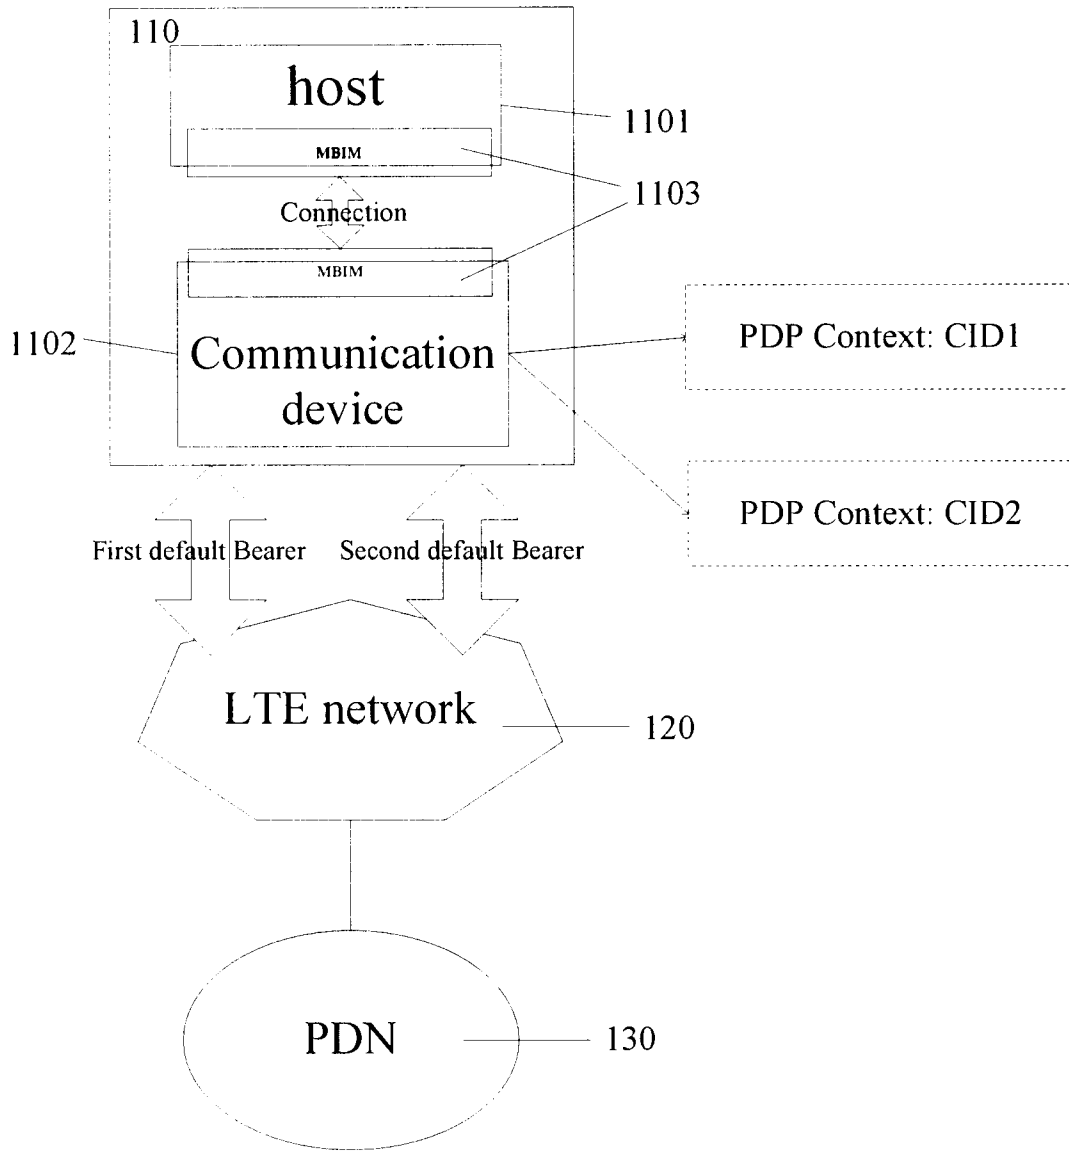 110
host
1101
MBIM
1103
Connection
MBIM
1102
Communication
device
PDP Context: CID1
PDP Context: CID2
First default Bearer
Second default Bearer
LTE network
120
PDN
130